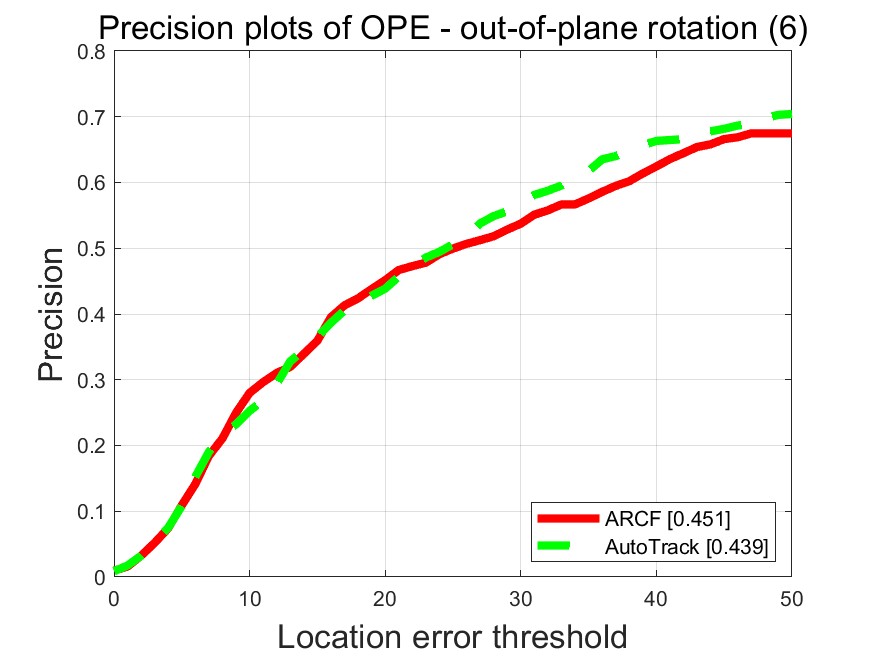 Precision plots of OPE - out-of-plane rotation (6)
0.8
0.7
0.6
0.5
0.4
0.3
0.2
0.1
0
Precision
0 10 20 30 40 50
Location error threshold
ARCF [0.451]
AutoTrack [0.439]